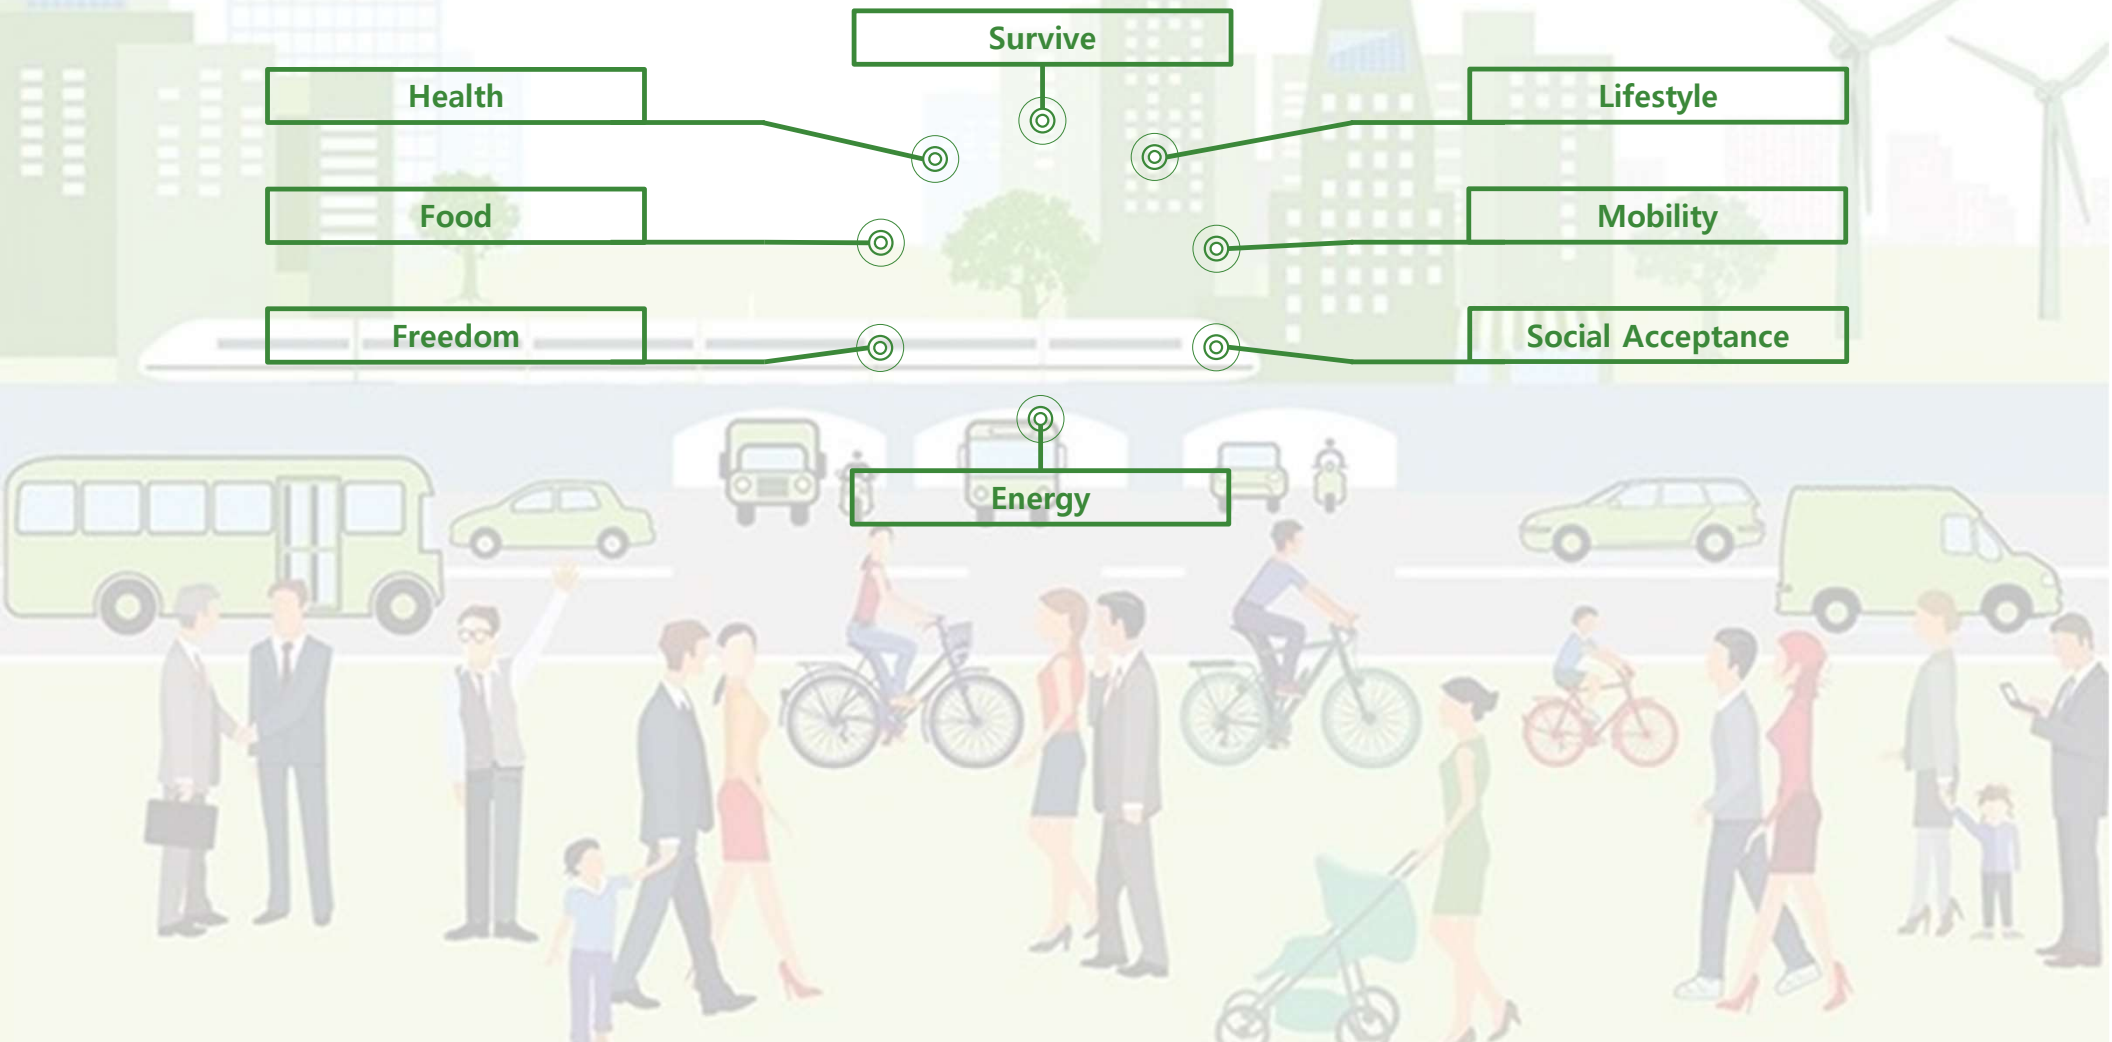 Survive
Health
Lifestyle
Food
Mobility
Freedom
Social Acceptance
Energy